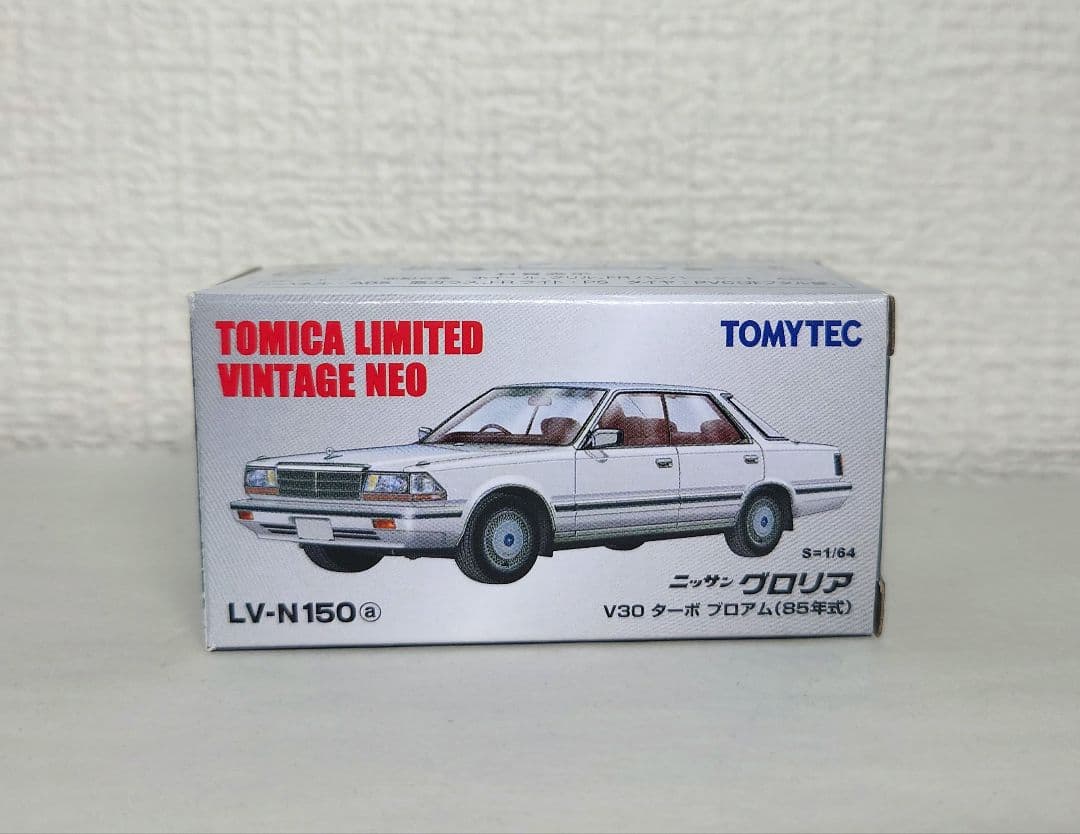 TOMICA LIMITED
VINTAGE NEO
TOMYTEC
S=1/64
ニッサン グロリア
LV-N150ⓐ
V30 ターボ ブロアム(85年式)